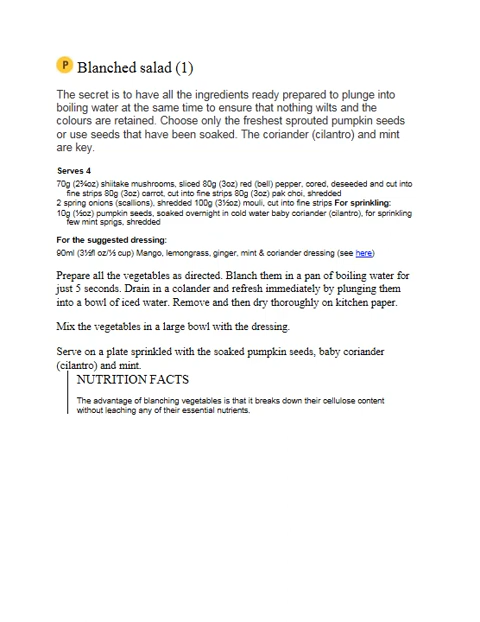 P Blanched salad (1)
The secret is to have all the ingredients ready prepared to plunge into
boiling water at the same time to ensure that nothing wilts and the
colours are retained. Choose only the freshest sprouted pumpkin seeds
or use seeds that have been soaked. The coriander (cilantro) and mint
are key.
Serves 4
70g (2¾oz) shiitake mushrooms, sliced 80g (3oz) red (bell) pepper, cored, deseeded and cut into
fine strips 80g (3oz) carrot, cut into fine strips 80g (3oz) pak choi, shredded
2 spring onions (scallions), shredded 100g (3½oz) mouli, cut into fine strips For sprinkling:
10g (½oz) pumpkin seeds, soaked overnight in cold water baby coriander (cilantro), for sprinkling
few mint sprigs, shredded
For the suggested dressing:
90ml (3½fl oz/⅓ cup) Mango, lemongrass, ginger, mint & coriander dressing (see here)
Prepare all the vegetables as directed. Blanch them in a pan of boiling water for
just 5 seconds. Drain in a colander and refresh immediately by plunging them
into a bowl of iced water. Remove and then dry thoroughly on kitchen paper.
Mix the vegetables in a large bowl with the dressing.
Serve on a plate sprinkled with the soaked pumpkin seeds, baby coriander
(cilantro) and mint.
NUTRITION FACTS
The advantage of blanching vegetables is that it breaks down their cellulose content
without leaching any of their essential nutrients.